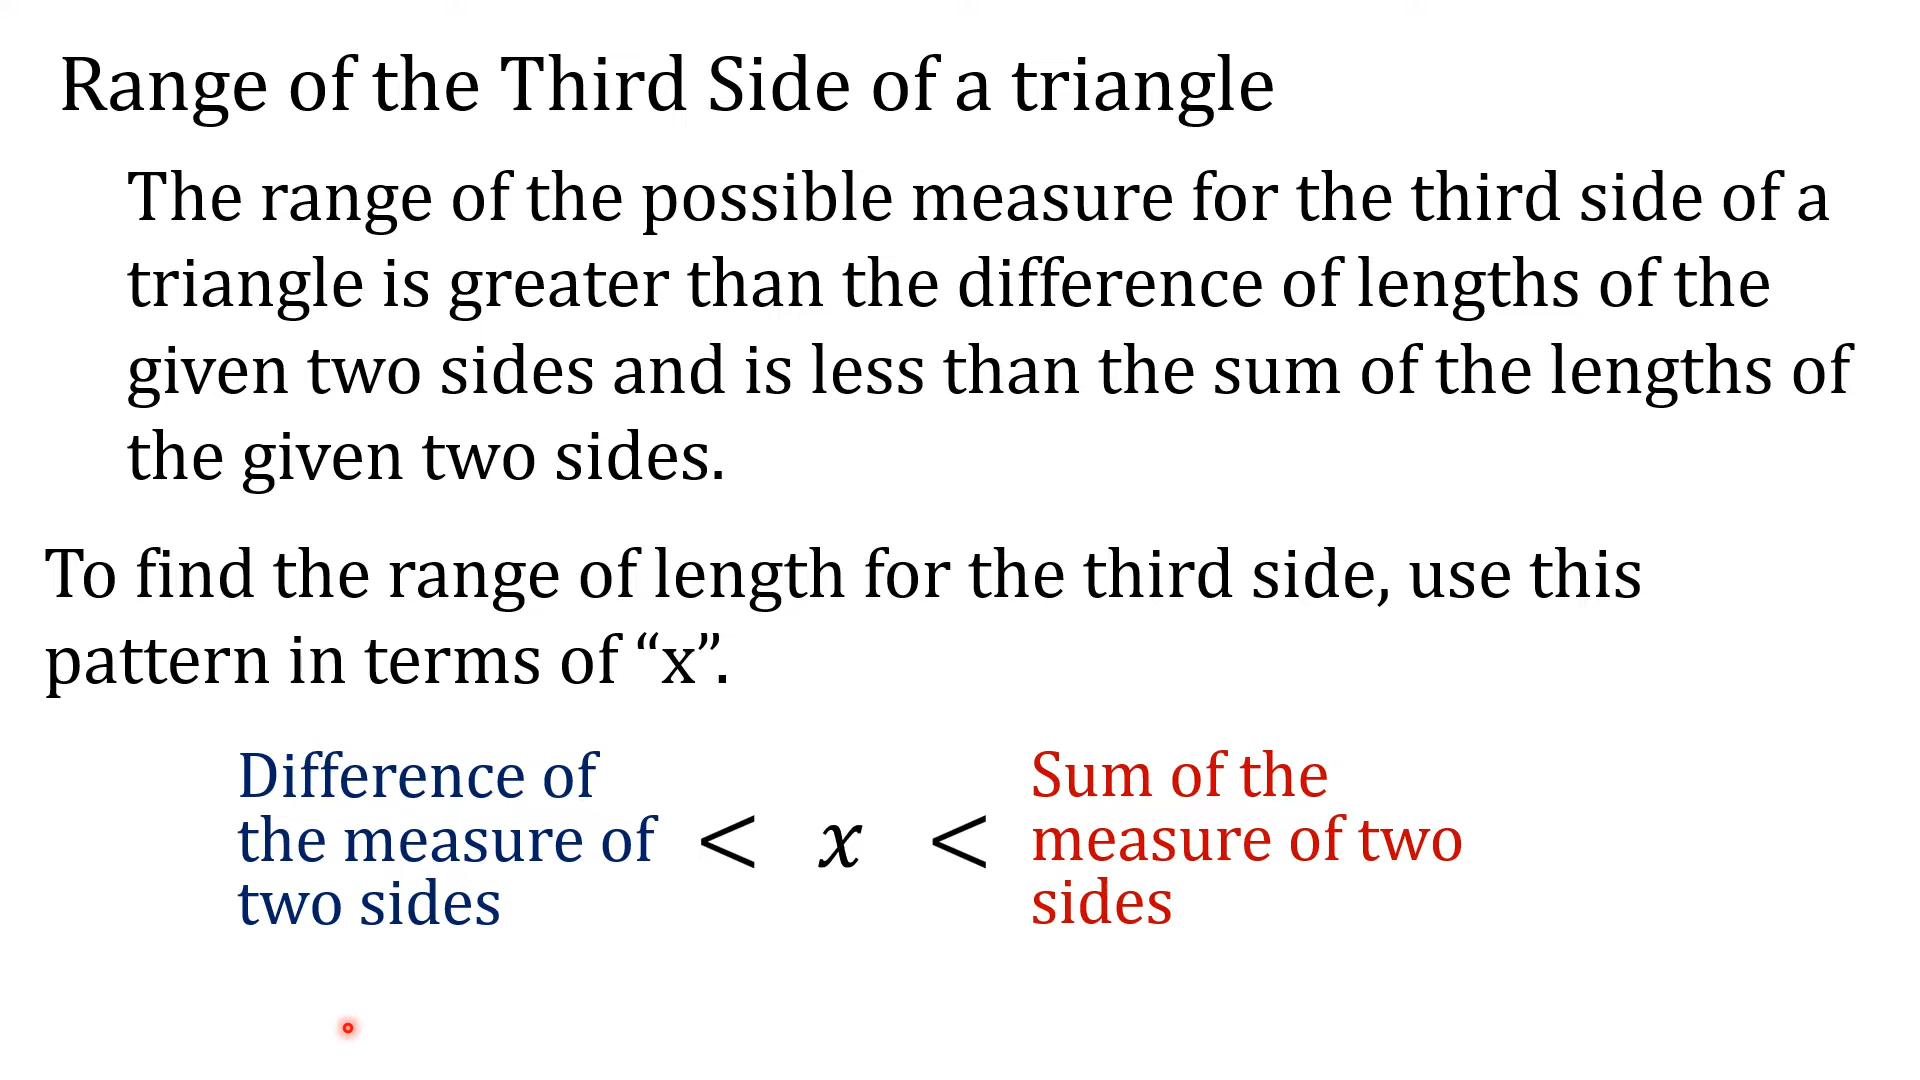 Range of the Third Side of a triangle
The range of the possible measure for the third side of a
triangle is greater than the difference of lengths of the
given two sides and is less than the sum of the lengths of
the given two sides.
To find the range of length for the third side, use this
pattern in terms of “x”.
Difference of
the measure of
two sides
< x <
Sum of the
measure of two
sides